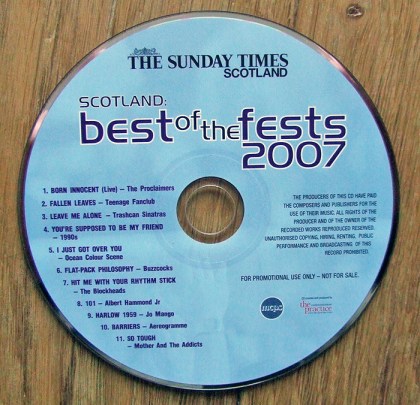 THE SUNDAY TIMES
SCOTLAND
SCOTLAND:
best of the fests
2007
1. BORN INNOCENT (Live) – The Proclaimers
2. FALLEN LEAVES – Teenage Fanclub
3. LEAVE ME ALONE – Trashcan Sinatras
4. YOU'RE SUPPOSED TO BE MY FRIEND
– 1990s
5. I JUST GOT OVER YOU
– Ocean Colour Scene
6. FLAT-PACK PHILOSOPHY – Buzzcocks
7. HIT ME WITH YOUR RHYTHM STICK
– The Blockheads
8. 101 – Albert Hammond Jr
9. HARLOW 1959 – Jo Mango
10. BARRIERS – Aereogramme
11. SO TOUGH
– Mother And The Addicts
THE PRODUCERS OF THIS CD HAVE PAID
THE COMPOSERS AND PUBLISHERS FOR THE
USE OF THEIR MUSIC. ALL RIGHTS OF THE
PRODUCER AND OF THE OWNER OF THE
RECORDED WORKS REPRODUCED RESERVED.
UNAUTHORISED COPYING, HIRING, RENTING, PUBLIC
PERFORMANCE AND BROADCASTING OF THIS
RECORD PROHIBITED.
FOR PROMOTIONAL USE ONLY – NOT FOR SALE.
mcps
the practice